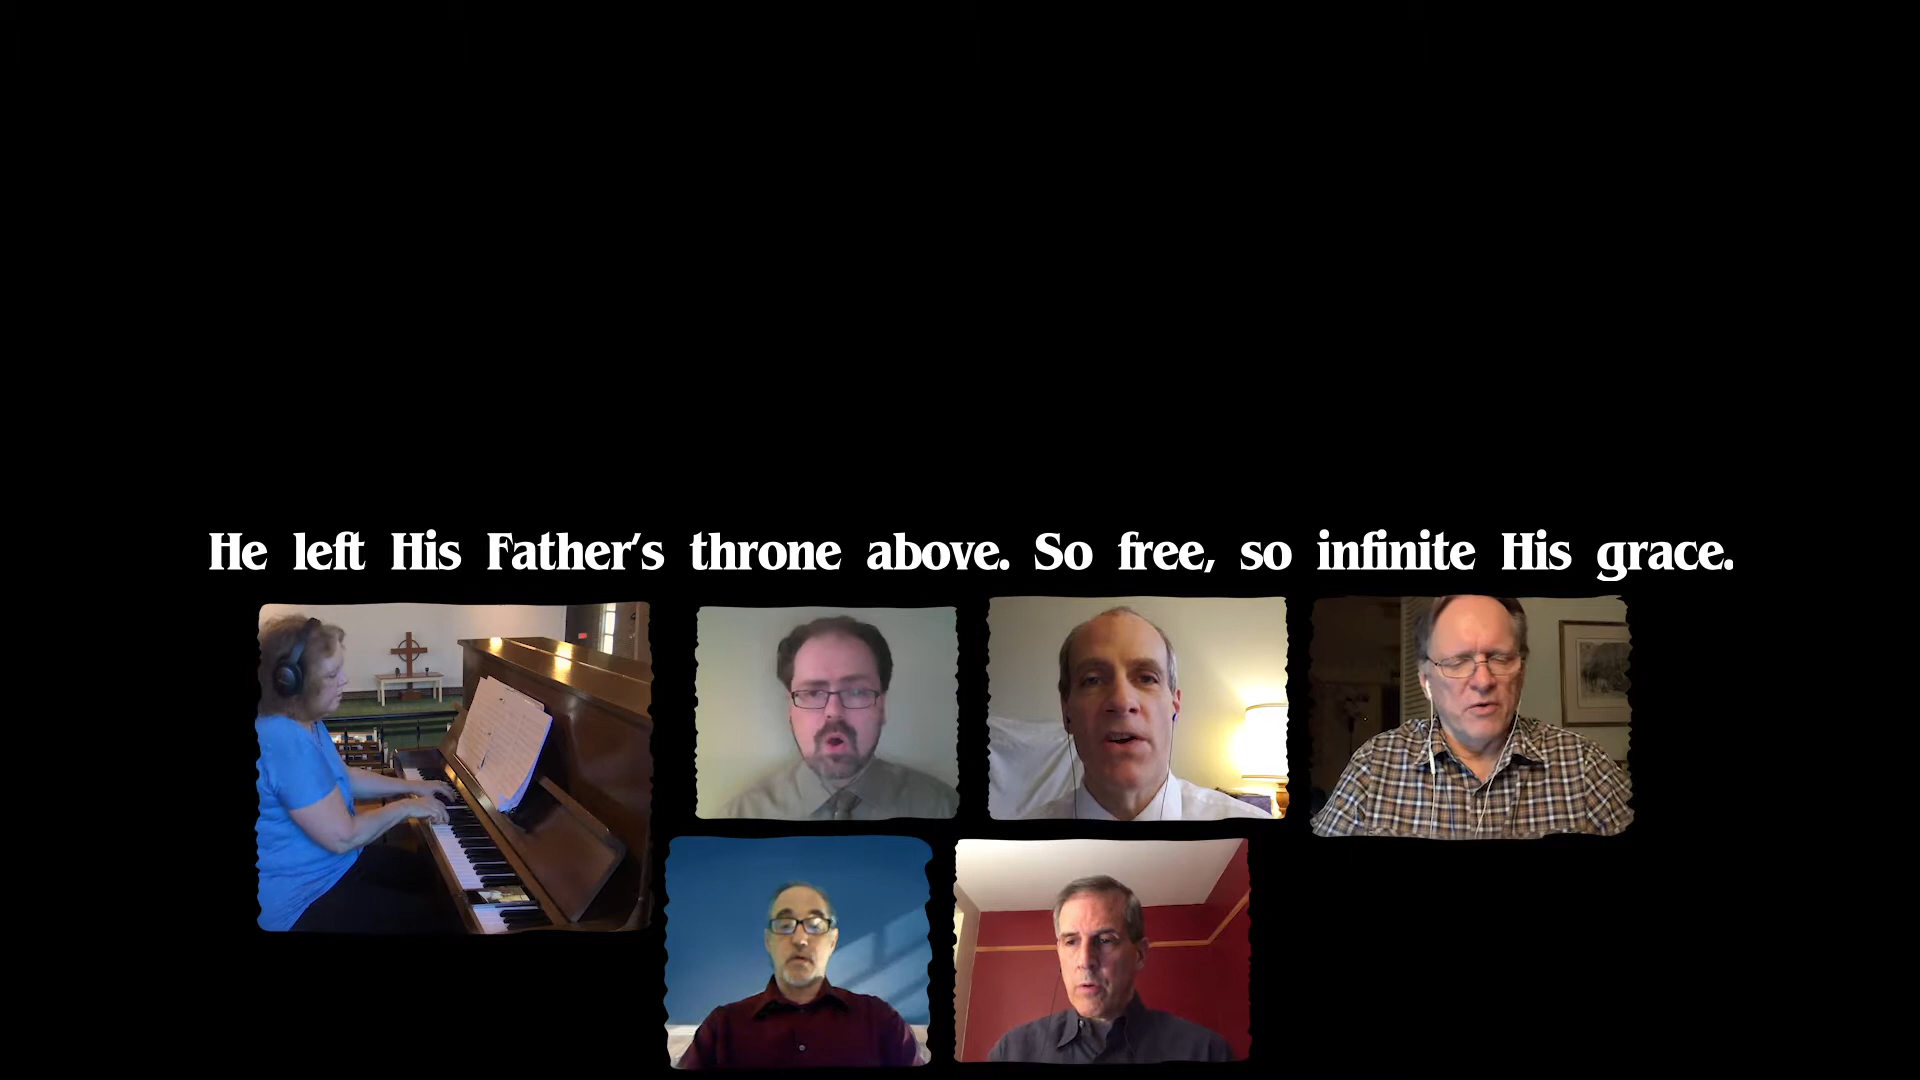 He left His Father's throne above. So free, so infinite His grace.